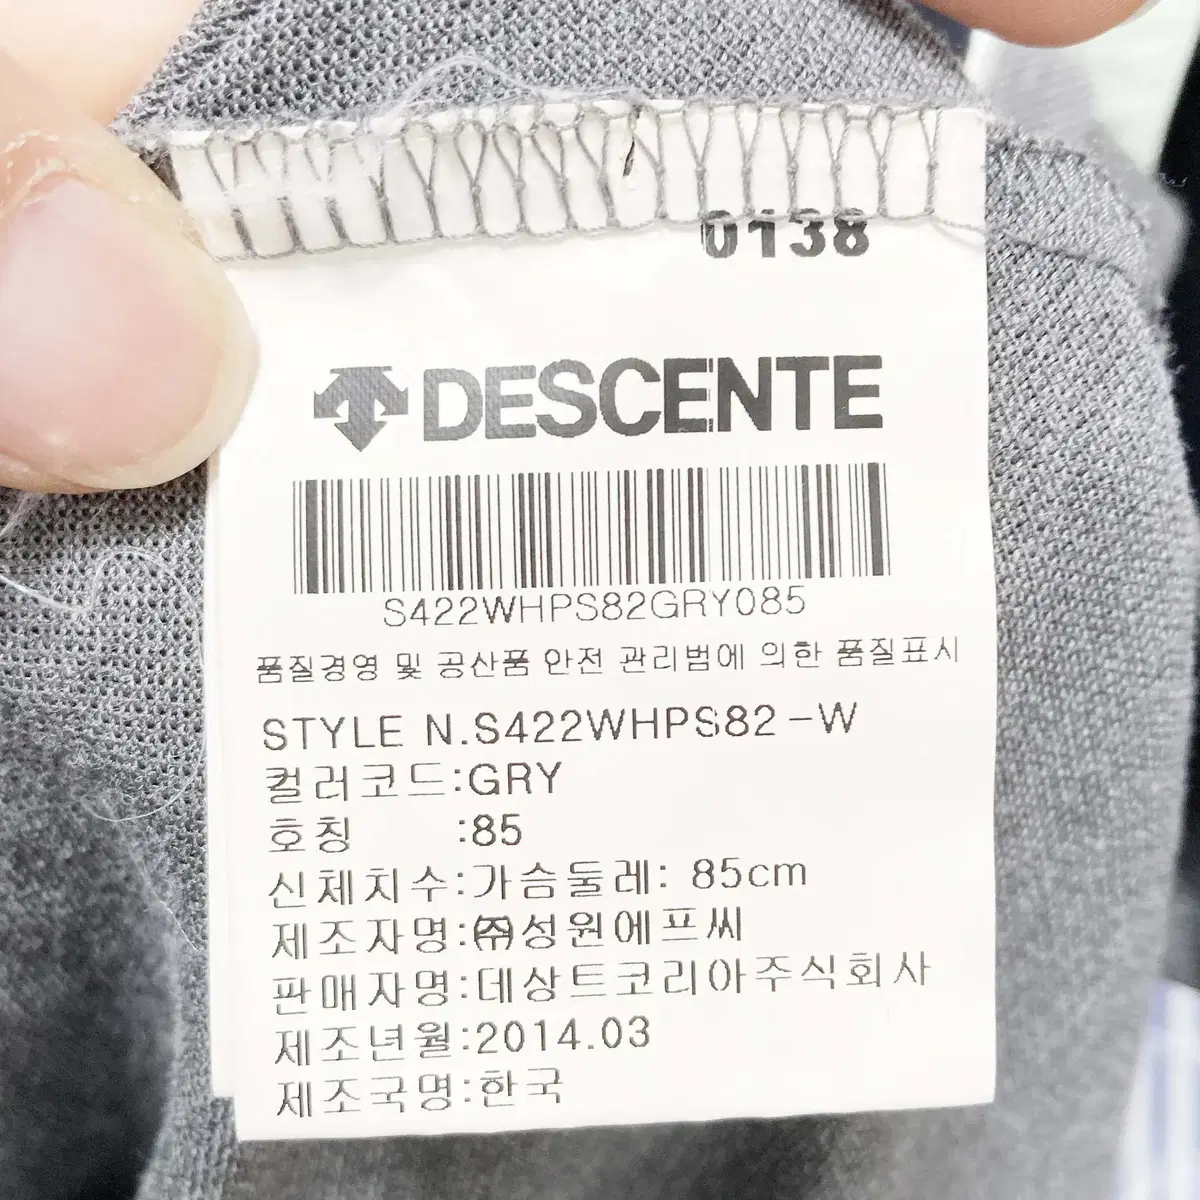 0138
DESCENTE
S422WHPS82GRY085
품질경영 및 공산품 안전 관리법에 의한 품질표시
STYLE N.S422WHPS82-W
컬러코드:GRY
호칭 :85
신체치수:가슴둘레: 85cm
제조자명:㈜성원에프씨
판매자명:데상트코리아주식회사
제조년월:2014.03
제조국명:한국